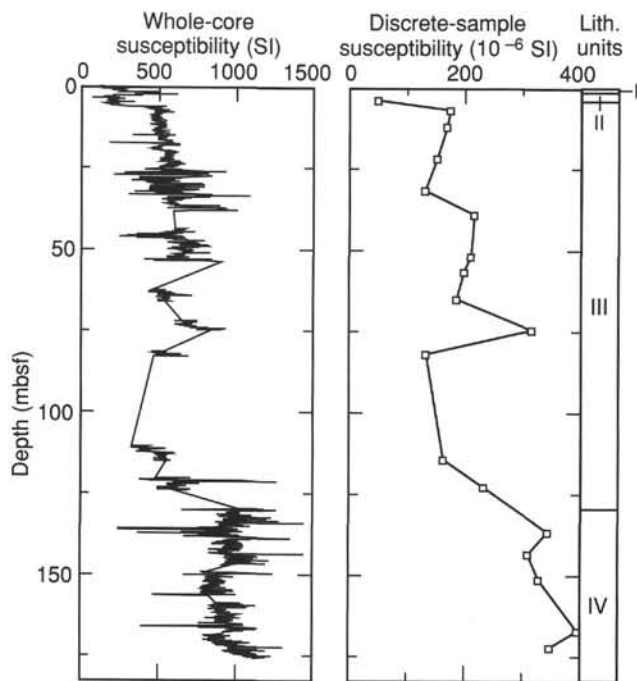 Whole-core
susceptibility (SI)
Discrete-sample
susceptibility (10⁻⁶ SI)
Lith.
units
0 500 1000 1500
0 200 400
0
50
100
150
Depth (mbsf)
I
II
III
IV